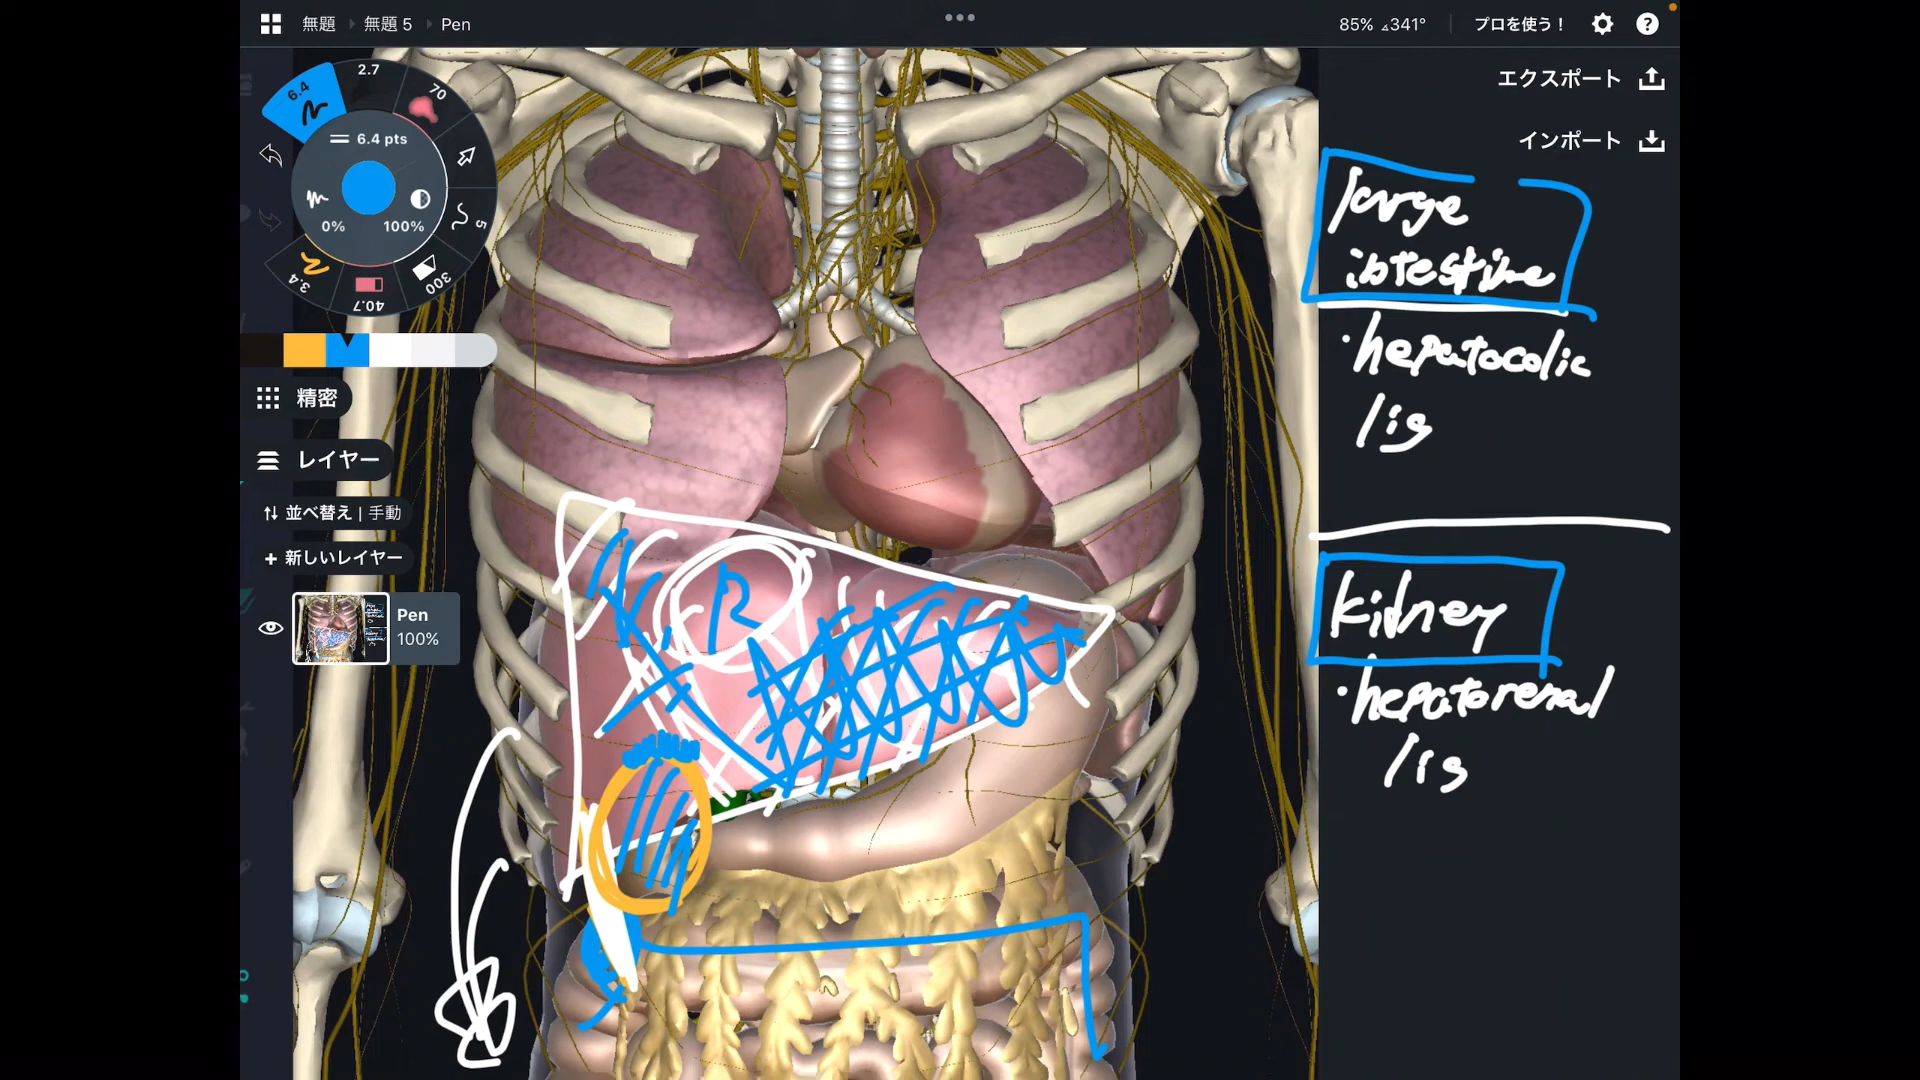 無題 無題 5 Pen
85% ⊿341°
プロを使う！
エクスポート
インポート
2.7
6.4
70
6.4 pts
0% 100%
5
3.4
40.7
300
精密
レイヤー
並べ替え | 手動
+ 新しいレイヤー
Pen
100%
R
large
intestine
・hepatocolic
lig
kidney
・hepatorenal
lig